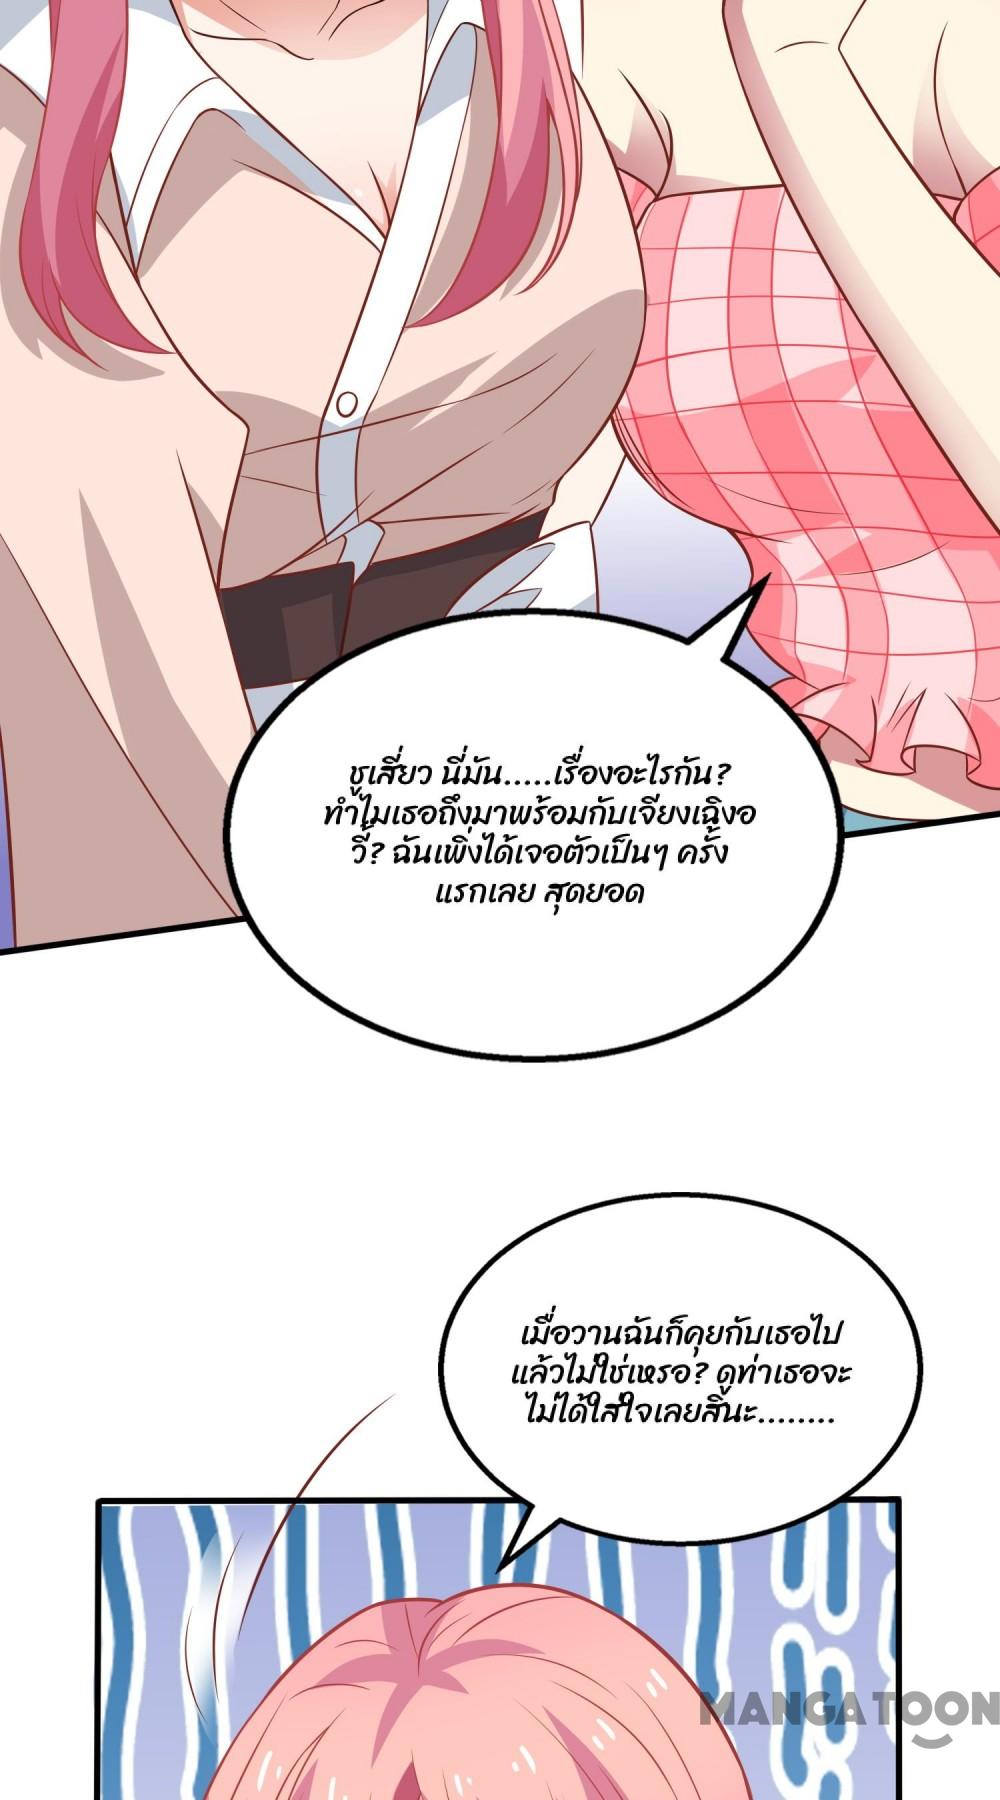 ชูเสี่ยว นี่มัน.....เรื่องอะไรกัน?
ทำไมเธอถึงมาพร้อมกับเจียงเฉิงอ
วี้? ฉันเพิ่งได้เจอตัวเป็นๆ ครั้ง
แรกเลย สุดยอด
เมื่อวานฉันก็คุยกับเธอไป
แล้วไม่ใช่เหรอ? ดูท่าเธอจะ
ไม่ได้ใส่ใจเลยสินะ........
MANGATOON